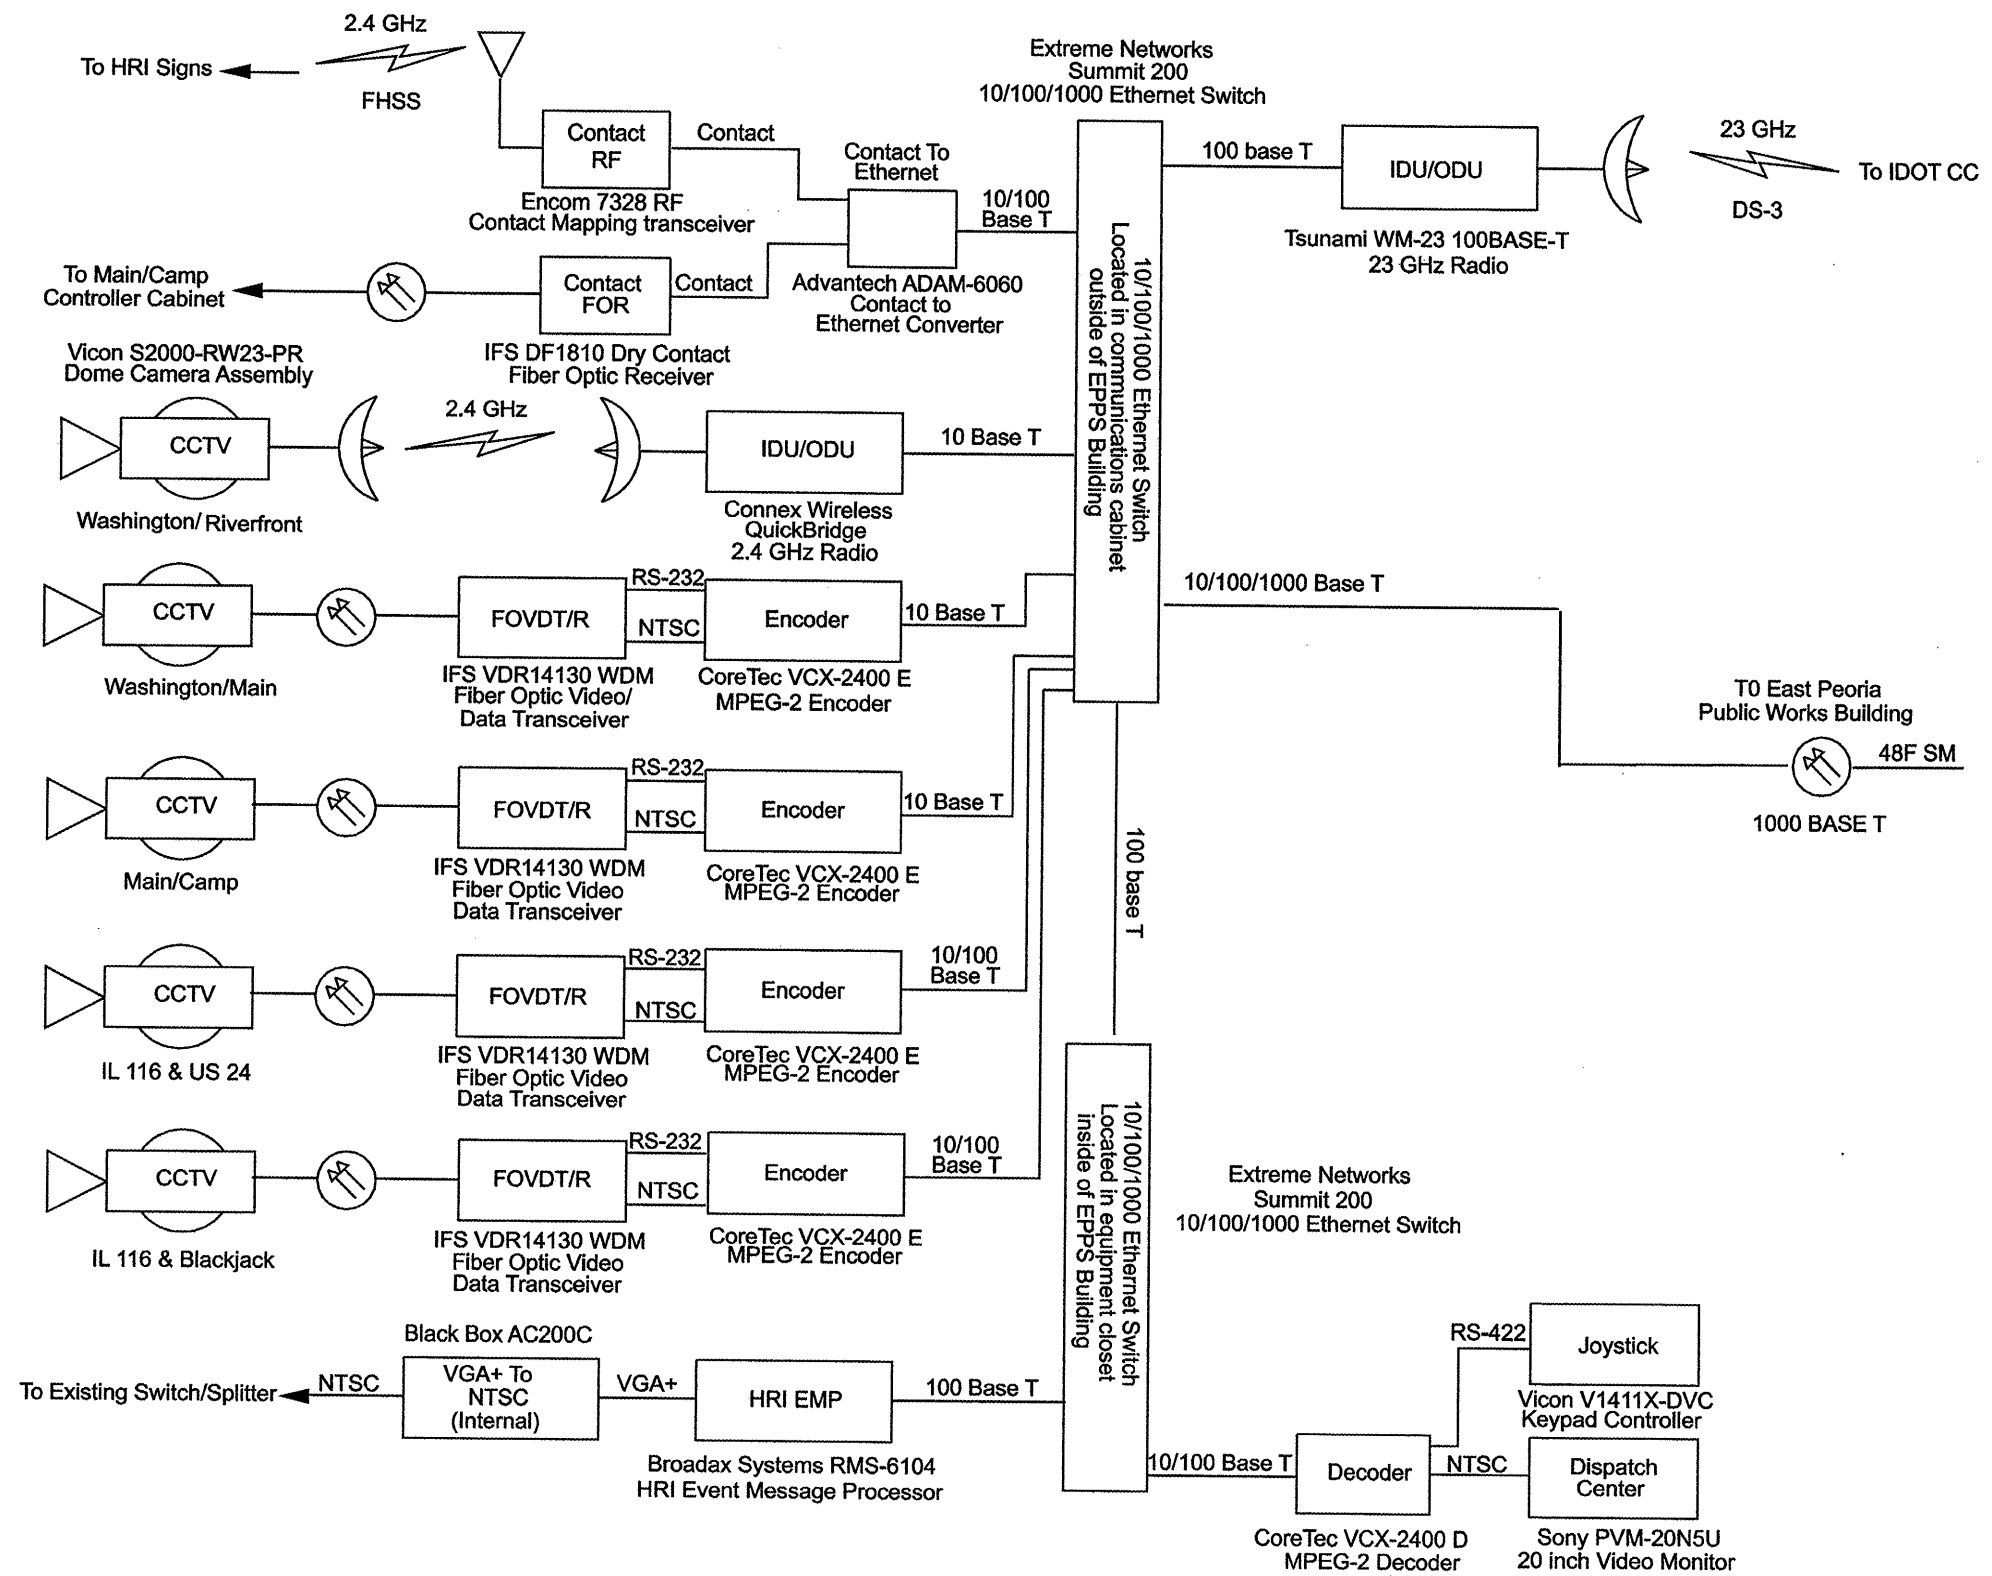 2.4 GHz
To HRI Signs
FHSS
Contact
RF
Contact
Encom 7328 RF
Contact Mapping transceiver
Contact To
Ethernet
10/100
Base T
Extreme Networks
Summit 200
10/100/1000 Ethernet Switch
10/100/1000 Ethernet Switch
Located in communications cabinet
outside of EPPS Building
100 base T
IDU/ODU
23 GHz
DS-3
To IDOT CC
Tsunami WM-23 100BASE-T
23 GHz Radio
To Main/Camp
Controller Cabinet
Contact
FOR
Contact
Advantech ADAM-6060
Contact to
Ethernet Converter
IFS DF1810 Dry Contact
Fiber Optic Receiver
Vicon S2000-RW23-PR
Dome Camera Assembly
CCTV
2.4 GHz
IDU/ODU
10 Base T
Washington/Riverfront
Connex Wireless
QuickBridge
2.4 GHz Radio
CCTV
FOVDT/R
RS-232
NTSC
Encoder
10 Base T
Washington/Main
IFS VDR14130 WDM
Fiber Optic Video/
Data Transceiver
CoreTec VCX-2400 E
MPEG-2 Encoder
10/100/1000 Base T
T0 East Peoria
Public Works Building
48F SM
1000 BASE T
CCTV
FOVDT/R
RS-232
NTSC
Encoder
10 Base T
Main/Camp
IFS VDR14130 WDM
Fiber Optic Video
Data Transceiver
CoreTec VCX-2400 E
MPEG-2 Encoder
100 base T
CCTV
FOVDT/R
RS-232
NTSC
Encoder
10/100
Base T
IL 116 & US 24
IFS VDR14130 WDM
Fiber Optic Video
Data Transceiver
CoreTec VCX-2400 E
MPEG-2 Encoder
CCTV
FOVDT/R
RS-232
NTSC
Encoder
10/100
Base T
IL 116 & Blackjack
IFS VDR14130 WDM
Fiber Optic Video
Data Transceiver
CoreTec VCX-2400 E
MPEG-2 Encoder
10/100/1000 Ethernet Switch
Located in equipment closet
inside of EPPS Building
Extreme Networks
Summit 200
10/100/1000 Ethernet Switch
Black Box AC200C
To Existing Switch/Splitter
NTSC
VGA+ To
NTSC
(Internal)
VGA+
HRI EMP
100 Base T
Broadax Systems RMS-6104
HRI Event Message Processor
10/100 Base T
Decoder
RS-422
Joystick
Vicon V1411X-DVC
Keypad Controller
NTSC
Dispatch
Center
CoreTec VCX-2400 D
MPEG-2 Decoder
Sony PVM-20N5U
20 inch Video Monitor